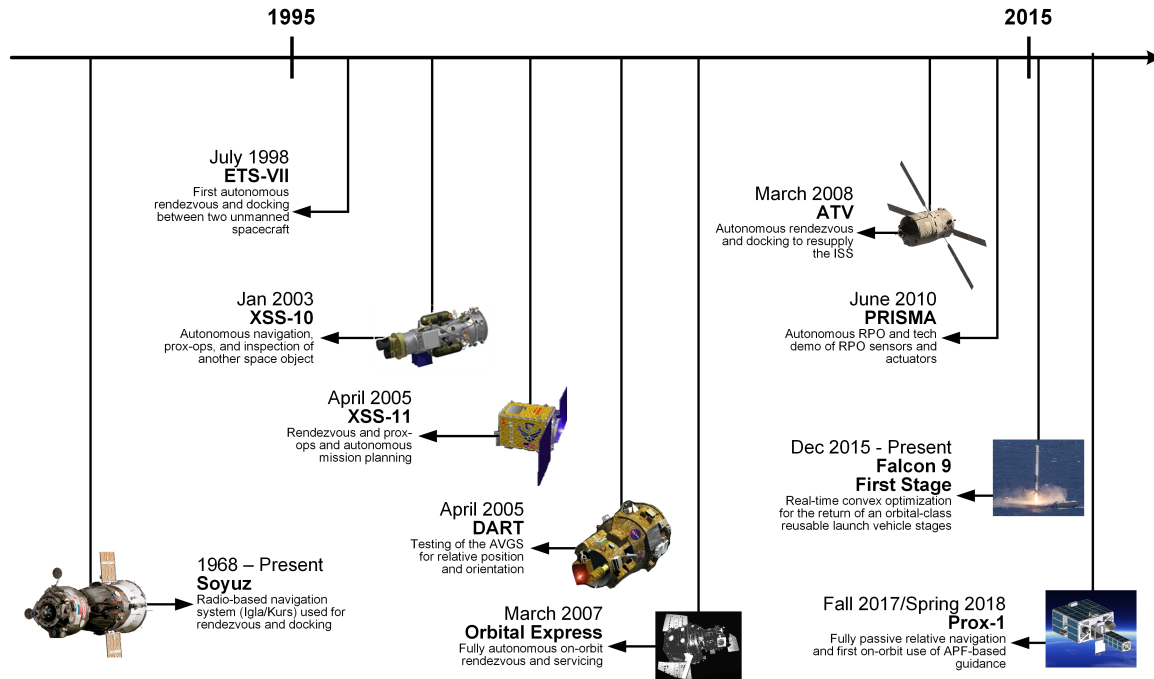 1995
2015
July 1998
ETS-VII
First autonomous
rendezvous and docking
between two unmanned
spacecraft
March 2008
ATV
Autonomous rendezvous
and docking to resupply
the ISS
Jan 2003
XSS-10
Autonomous navigation,
prox-ops, and inspection of
another space object
June 2010
PRISMA
Autonomous RPO and tech
demo of RPO sensors and
actuators
April 2005
XSS-11
Rendezvous and prox-
ops and autonomous
mission planning
Dec 2015 - Present
Falcon 9
First Stage
Real-time convex optimization
for the return of an orbital-class
reusable launch vehicle stages
April 2005
DART
Testing of the AVGS
for relative position
and orientation
1968 – Present
Soyuz
Radio-based navigation
system (Igla/Kurs) used for
rendezvous and docking
March 2007
Orbital Express
Fully autonomous on-orbit
rendezvous and servicing
Fall 2017/Spring 2018
Prox-1
Fully passive relative navigation
and first on-orbit use of APF-based
guidance